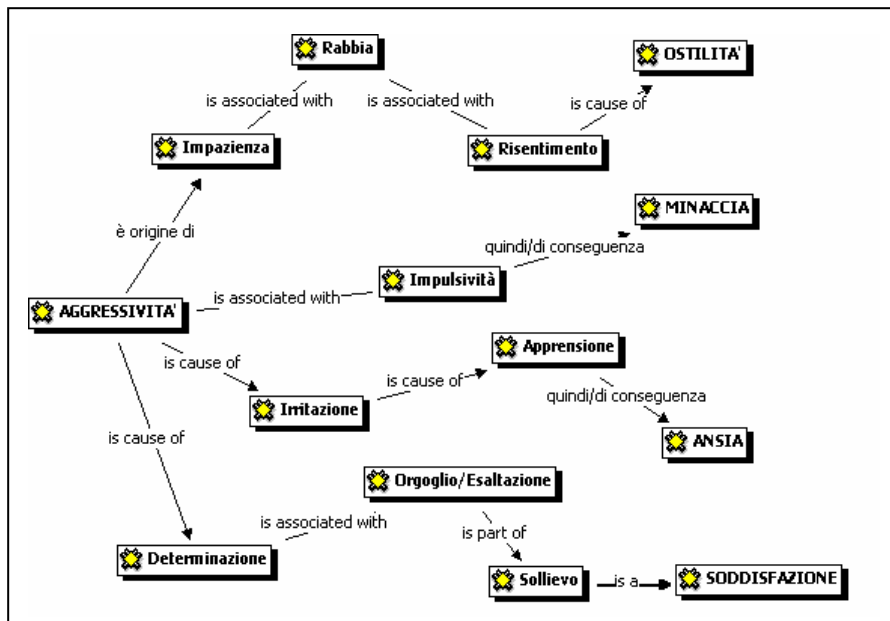 Rabbia
OSTILITA'
is associated with
is associated with
is cause of
Impazienza
Risentimento
MINACCIA
è origine di
quindi/di conseguenza
Impulsività
is associated with
AGGRESSIVITA'
Apprensione
is cause of
is cause of
quindi/di conseguenza
Irritazione
is cause of
ANSIA
Orgoglio/Esaltazione
is associated with
is part of
Determinazione
Sollievo
is a
SODDISFAZIONE